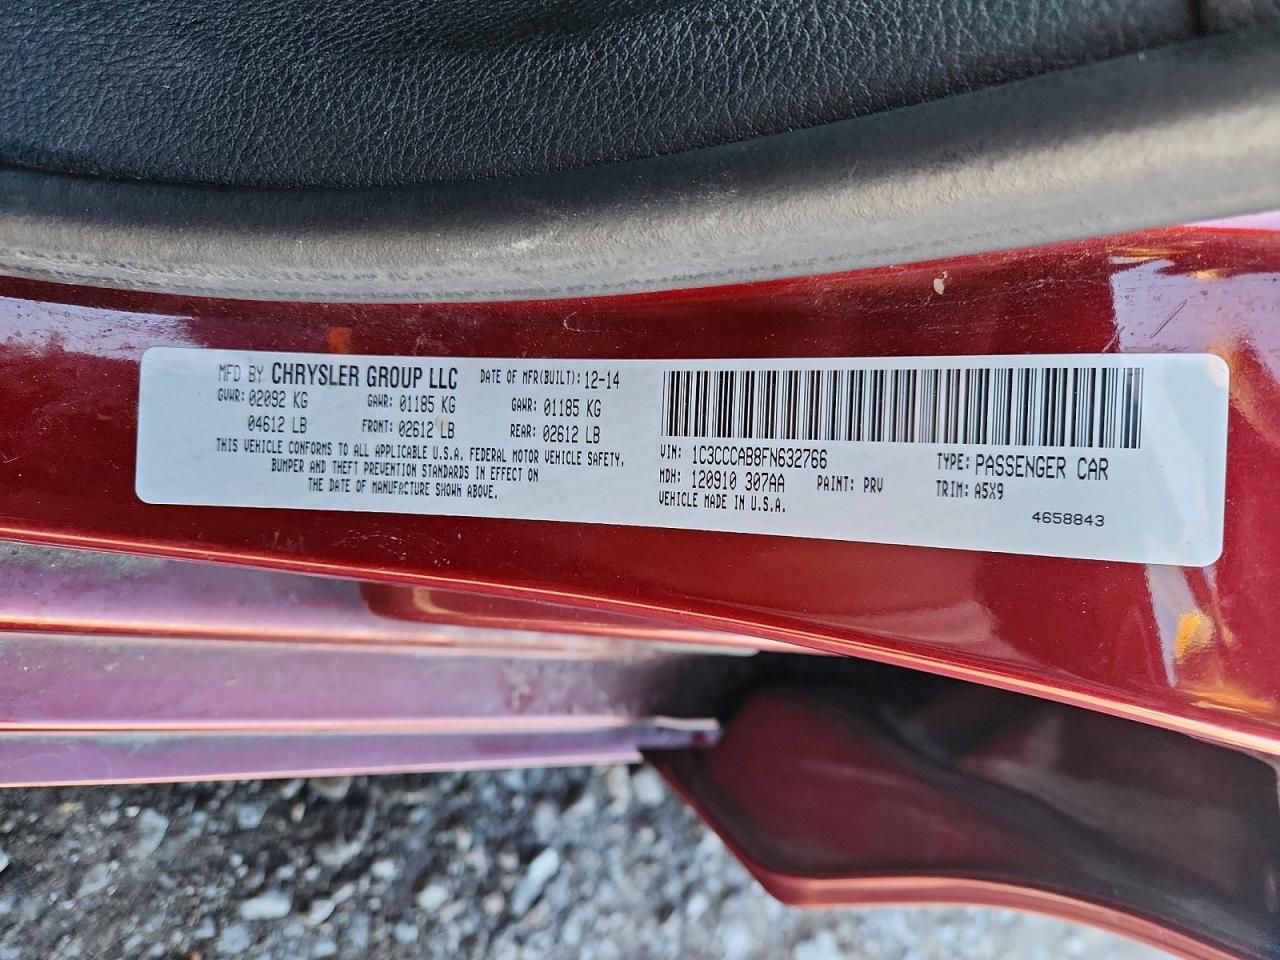 MFD BY CHRYSLER GROUP LLC DATE OF MFR(BUILT): 12-14
GVWR: 02092 KG GAWR: 01185 KG GAWR: 01185 KG
04612 LB FRONT: 02612 LB REAR: 02612 LB
THIS VEHICLE CONFORMS TO ALL APPLICABLE U.S.A. FEDERAL MOTOR VEHICLE SAFETY,
BUMPER AND THEFT PREVENTION STANDARDS IN EFFECT ON
THE DATE OF MANUFACTURE SHOWN ABOVE.
VIN: 1C3CCCAB8FN632766 TYPE: PASSENGER CAR
MDH: 120910 307AA PAINT: PRV TRIM: A5X9
VEHICLE MADE IN U.S.A.
4658843